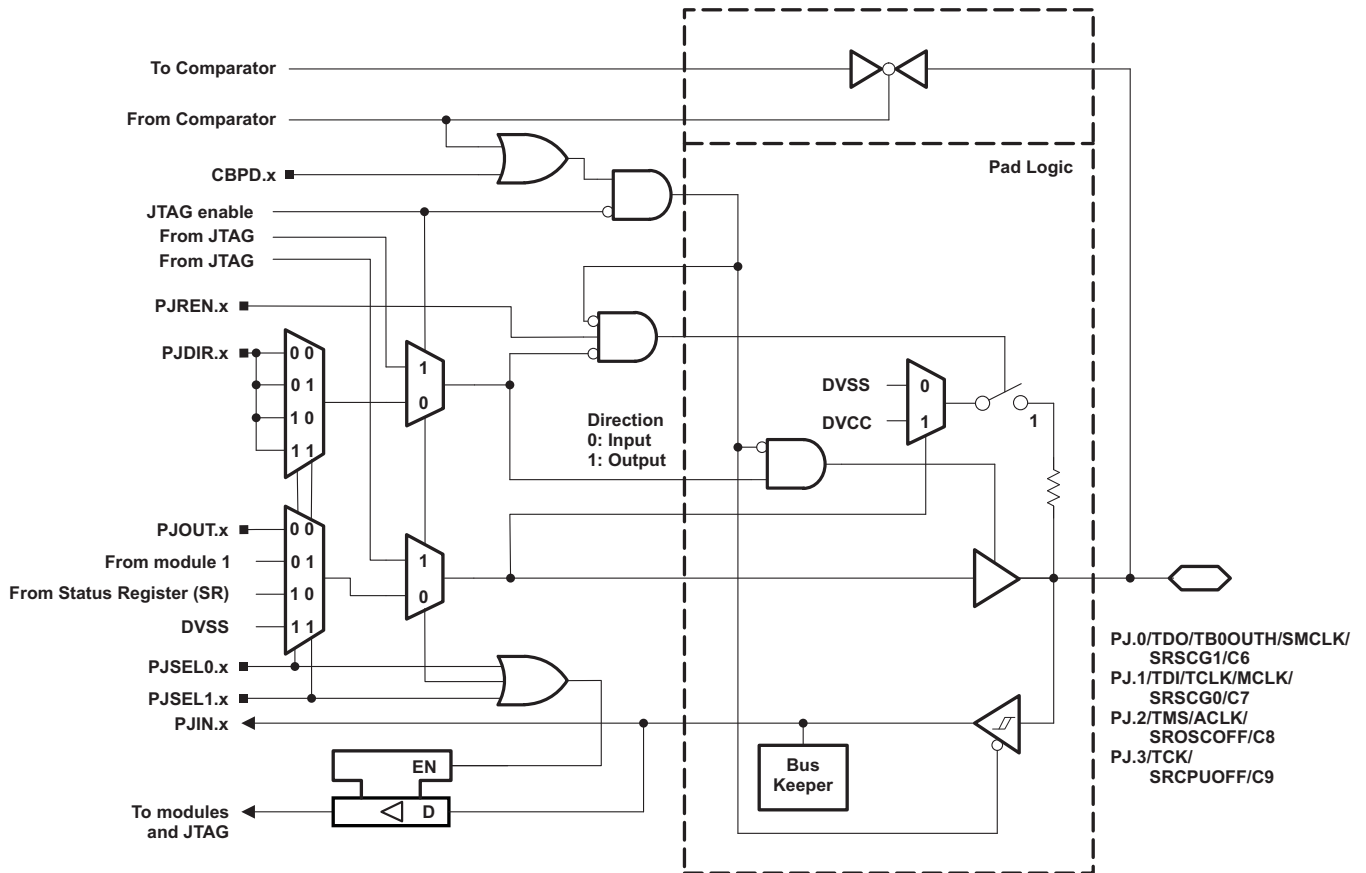 To Comparator
From Comparator
CBPD.x
JTAG enable
From JTAG
From JTAG
PJREN.x
PJDIR.x
0 0
0 1
1 0
1 1
1
0
Direction
0: Input
1: Output
Pad Logic
DVSS
DVCC
0
1
1
PJOUT.x
From module 1
From Status Register (SR)
DVSS
0 0
0 1
1 0
1 1
1
0
PJSEL0.x
PJSEL1.x
PJIN.x
EN
D
To modules
and JTAG
Bus
Keeper
PJ.0/TDO/TB0OUTH/SMCLK/
SRSCG1/C6
PJ.1/TDI/TCLK/MCLK/
SRSCG0/C7
PJ.2/TMS/ACLK/
SROSCOFF/C8
PJ.3/TCK/
SRCPUOFF/C9